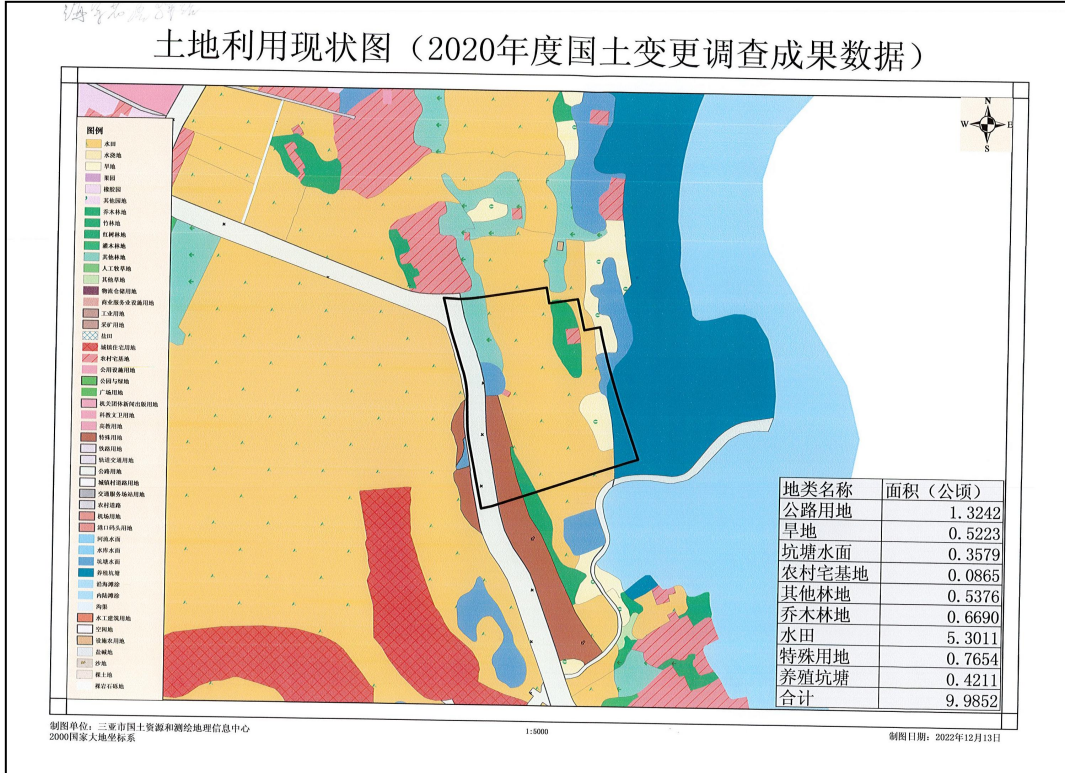 土地利用现状图（2020年度国土变更调查成果数据）
N
W E
S
图例
水田
水浇地
旱地
果园
橡胶园
其他园地
乔木林地
竹林地
红树林地
灌木林地
其他林地
人工牧草地
其他草地
物流仓储用地
商业服务业设施用地
工业用地
采矿用地
盐田
城镇住宅用地
农村宅基地
公用设施用地
公园与绿地
广场用地
机关团体新闻出版用地
科教文卫用地
高教用地
特殊用地
铁路用地
轨道交通用地
公路用地
城镇村道路用地
交通服务场站用地
农村道路
机场用地
港口码头用地
河流水面
水库水面
坑塘水面
养殖坑塘
沿海滩涂
内陆滩涂
沟渠
水工建筑用地
空闲地
设施农用地
盐碱地
沙地
裸土地
裸岩石砾地
地类名称 面积（公顷）
公路用地 1.3242
旱地 0.5223
坑塘水面 0.3579
农村宅基地 0.0865
其他林地 0.5376
乔木林地 0.6690
水田 5.3011
特殊用地 0.7654
养殖坑塘 0.4211
合计 9.9852
制图单位：三亚市国土资源和测绘地理信息中心
2000国家大地坐标系
1:5000
制图日期：2022年12月13日